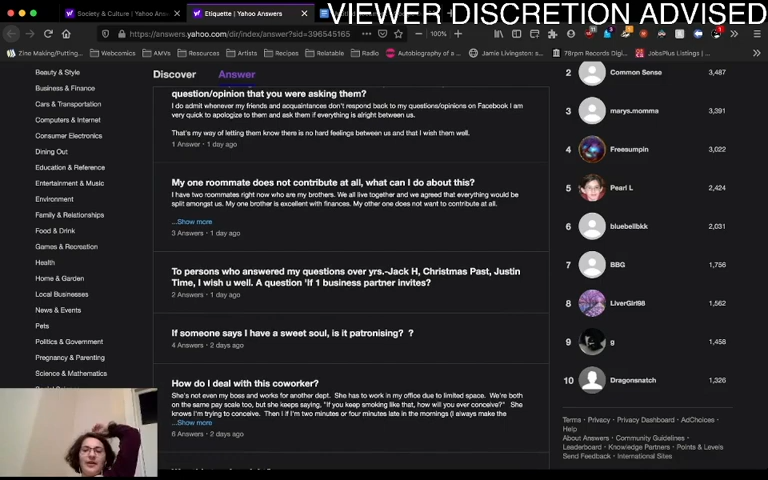 VIEWER DISCRETION ADVISED
Society & Culture | Yahoo Ans
Etiquette | Yahoo Answers
https://answers.yahoo.com/dir/index/answer?sid=396545165
100%
Zine Making/Putting...
Webcomics
AMVs
Resources
Artists
Recipes
Relatable
Radio
Autobiography of a...
Jamie Livingston: s...
78rpm Records Digi...
JobsPlus Listings | ...
Beauty & Style
Business & Finance
Cars & Transportation
Computers & Internet
Consumer Electronics
Dining Out
Education & Reference
Entertainment & Music
Environment
Family & Relationships
Food & Drink
Games & Recreation
Health
Home & Garden
Local Businesses
News & Events
Pets
Politics & Government
Pregnancy & Parenting
Science & Mathematics
Discover Answer
question/opinion that you were asking them?
I do admit whenever my friends and acquaintances don't respond back to my questions/opinions on Facebook I am
very quick to apologize to them and ask them if everything is alright between us.
That's my way of letting them know there is no hard feelings between us and that I wish them well.
1 Answer · 1 day ago
My one roommate does not contribute at all, what can I do about this?
I have two roommates right now who are my brothers. We all live together and we agreed that everything would be
split amongst us. My one brother is excellent with finances. My other one does not want to contribute at all.
...Show more
3 Answers · 1 day ago
To persons who answered my questions over yrs.-Jack H, Christmas Past, Justin
Time, I wish u well. A question 'If 1 business partner invites?
2 Answers · 1 day ago
If someone says I have a sweet soul, is it patronising? ?
4 Answers · 2 days ago
How do I deal with this coworker?
She's not even my boss and works for another dept. She has to work in my office due to limited space. We're both
on the same pay scale too, but she keeps saying, "If you keep smoking like that, how will you ever conceive?" She
knows I'm trying to conceive. Then if I'm two minutes or four minutes late in the mornings (I always make the
...Show more
6 Answers · 2 days ago
2 Common Sense 3,487
3 marys.momma 3,391
4 Freesumpin 3,022
5 Pearl L 2,424
6 bluebellbkk 2,031
7 BBG 1,756
8 LiverGirl98 1,562
9 g 1,458
10 Dragonsnatch 1,326
Terms · Privacy · Privacy Dashboard · AdChoices ·
Help
About Answers · Community Guidelines ·
Leaderboard · Knowledge Partners · Points & Levels
Send Feedback · International Sites